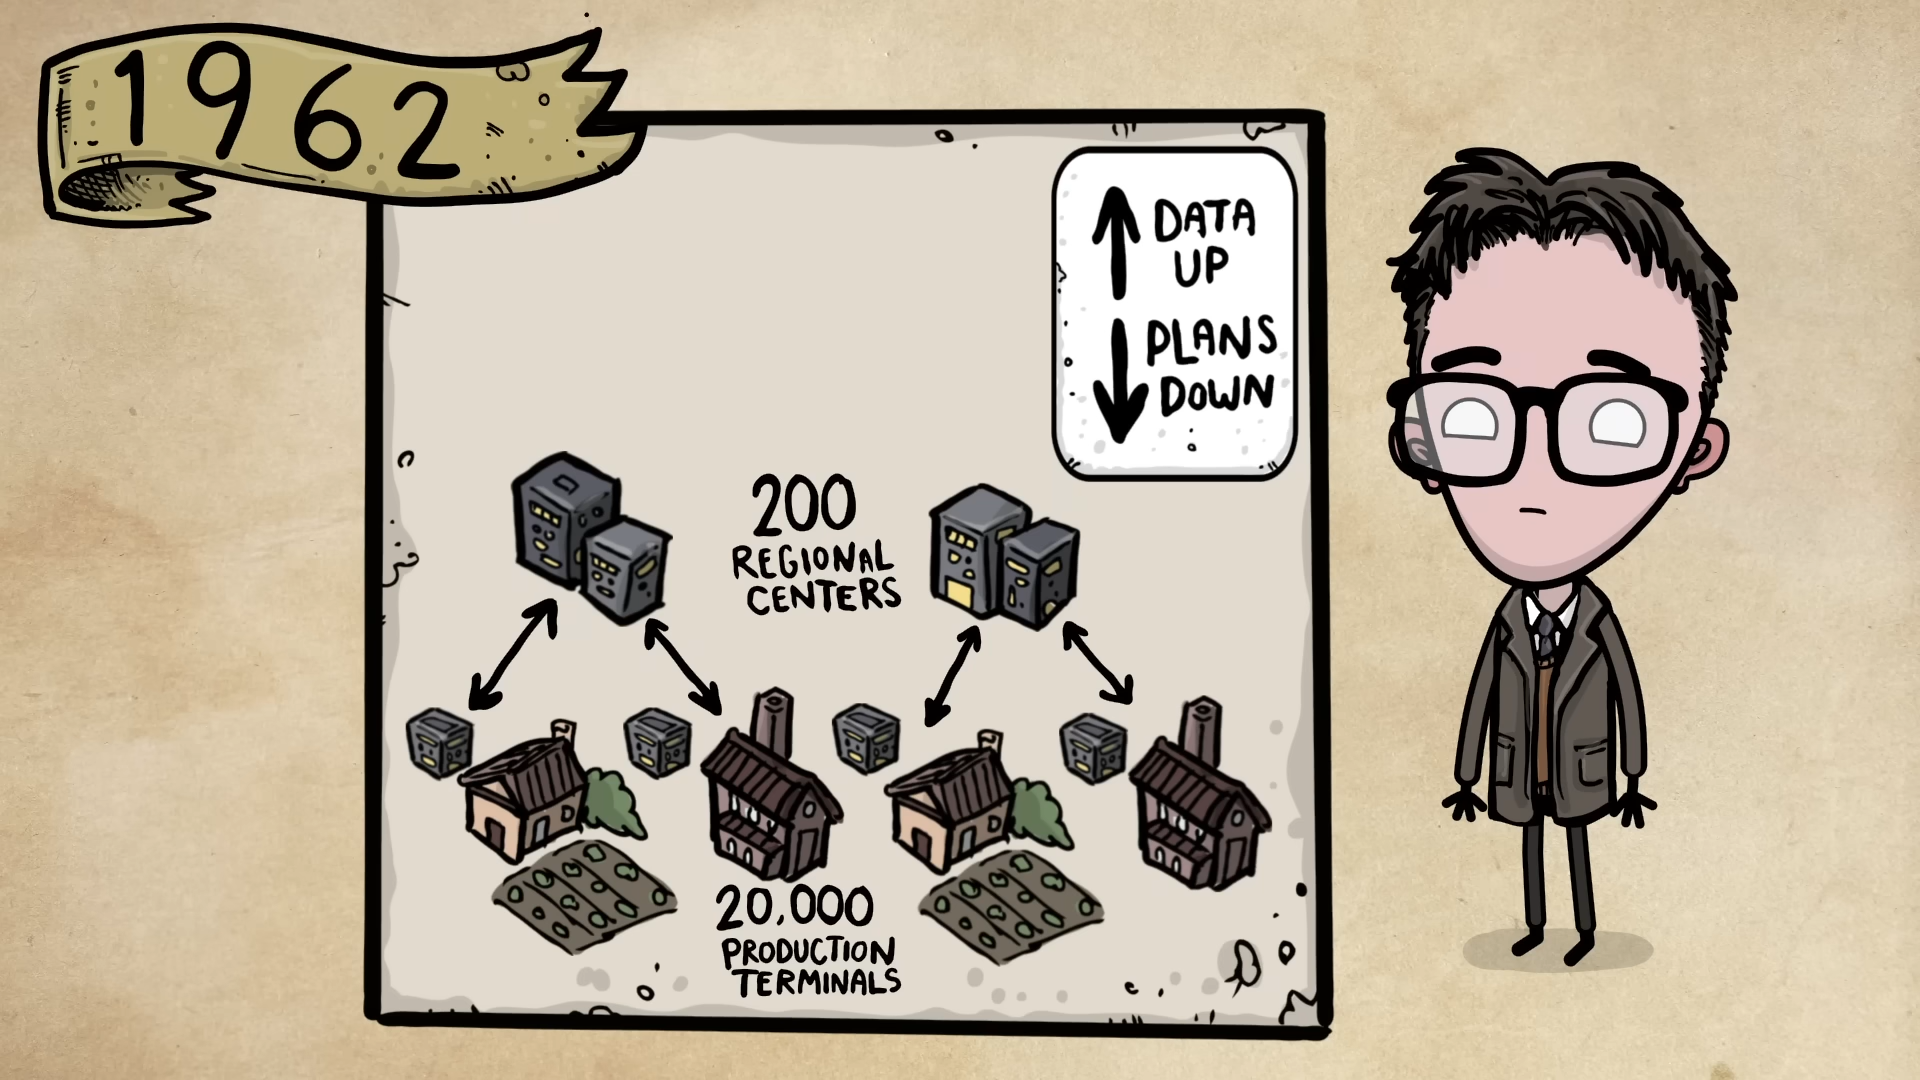 1962
DATA
UP
PLANS
DOWN
200
REGIONAL
CENTERS
20,000
PRODUCTION
TERMINALS